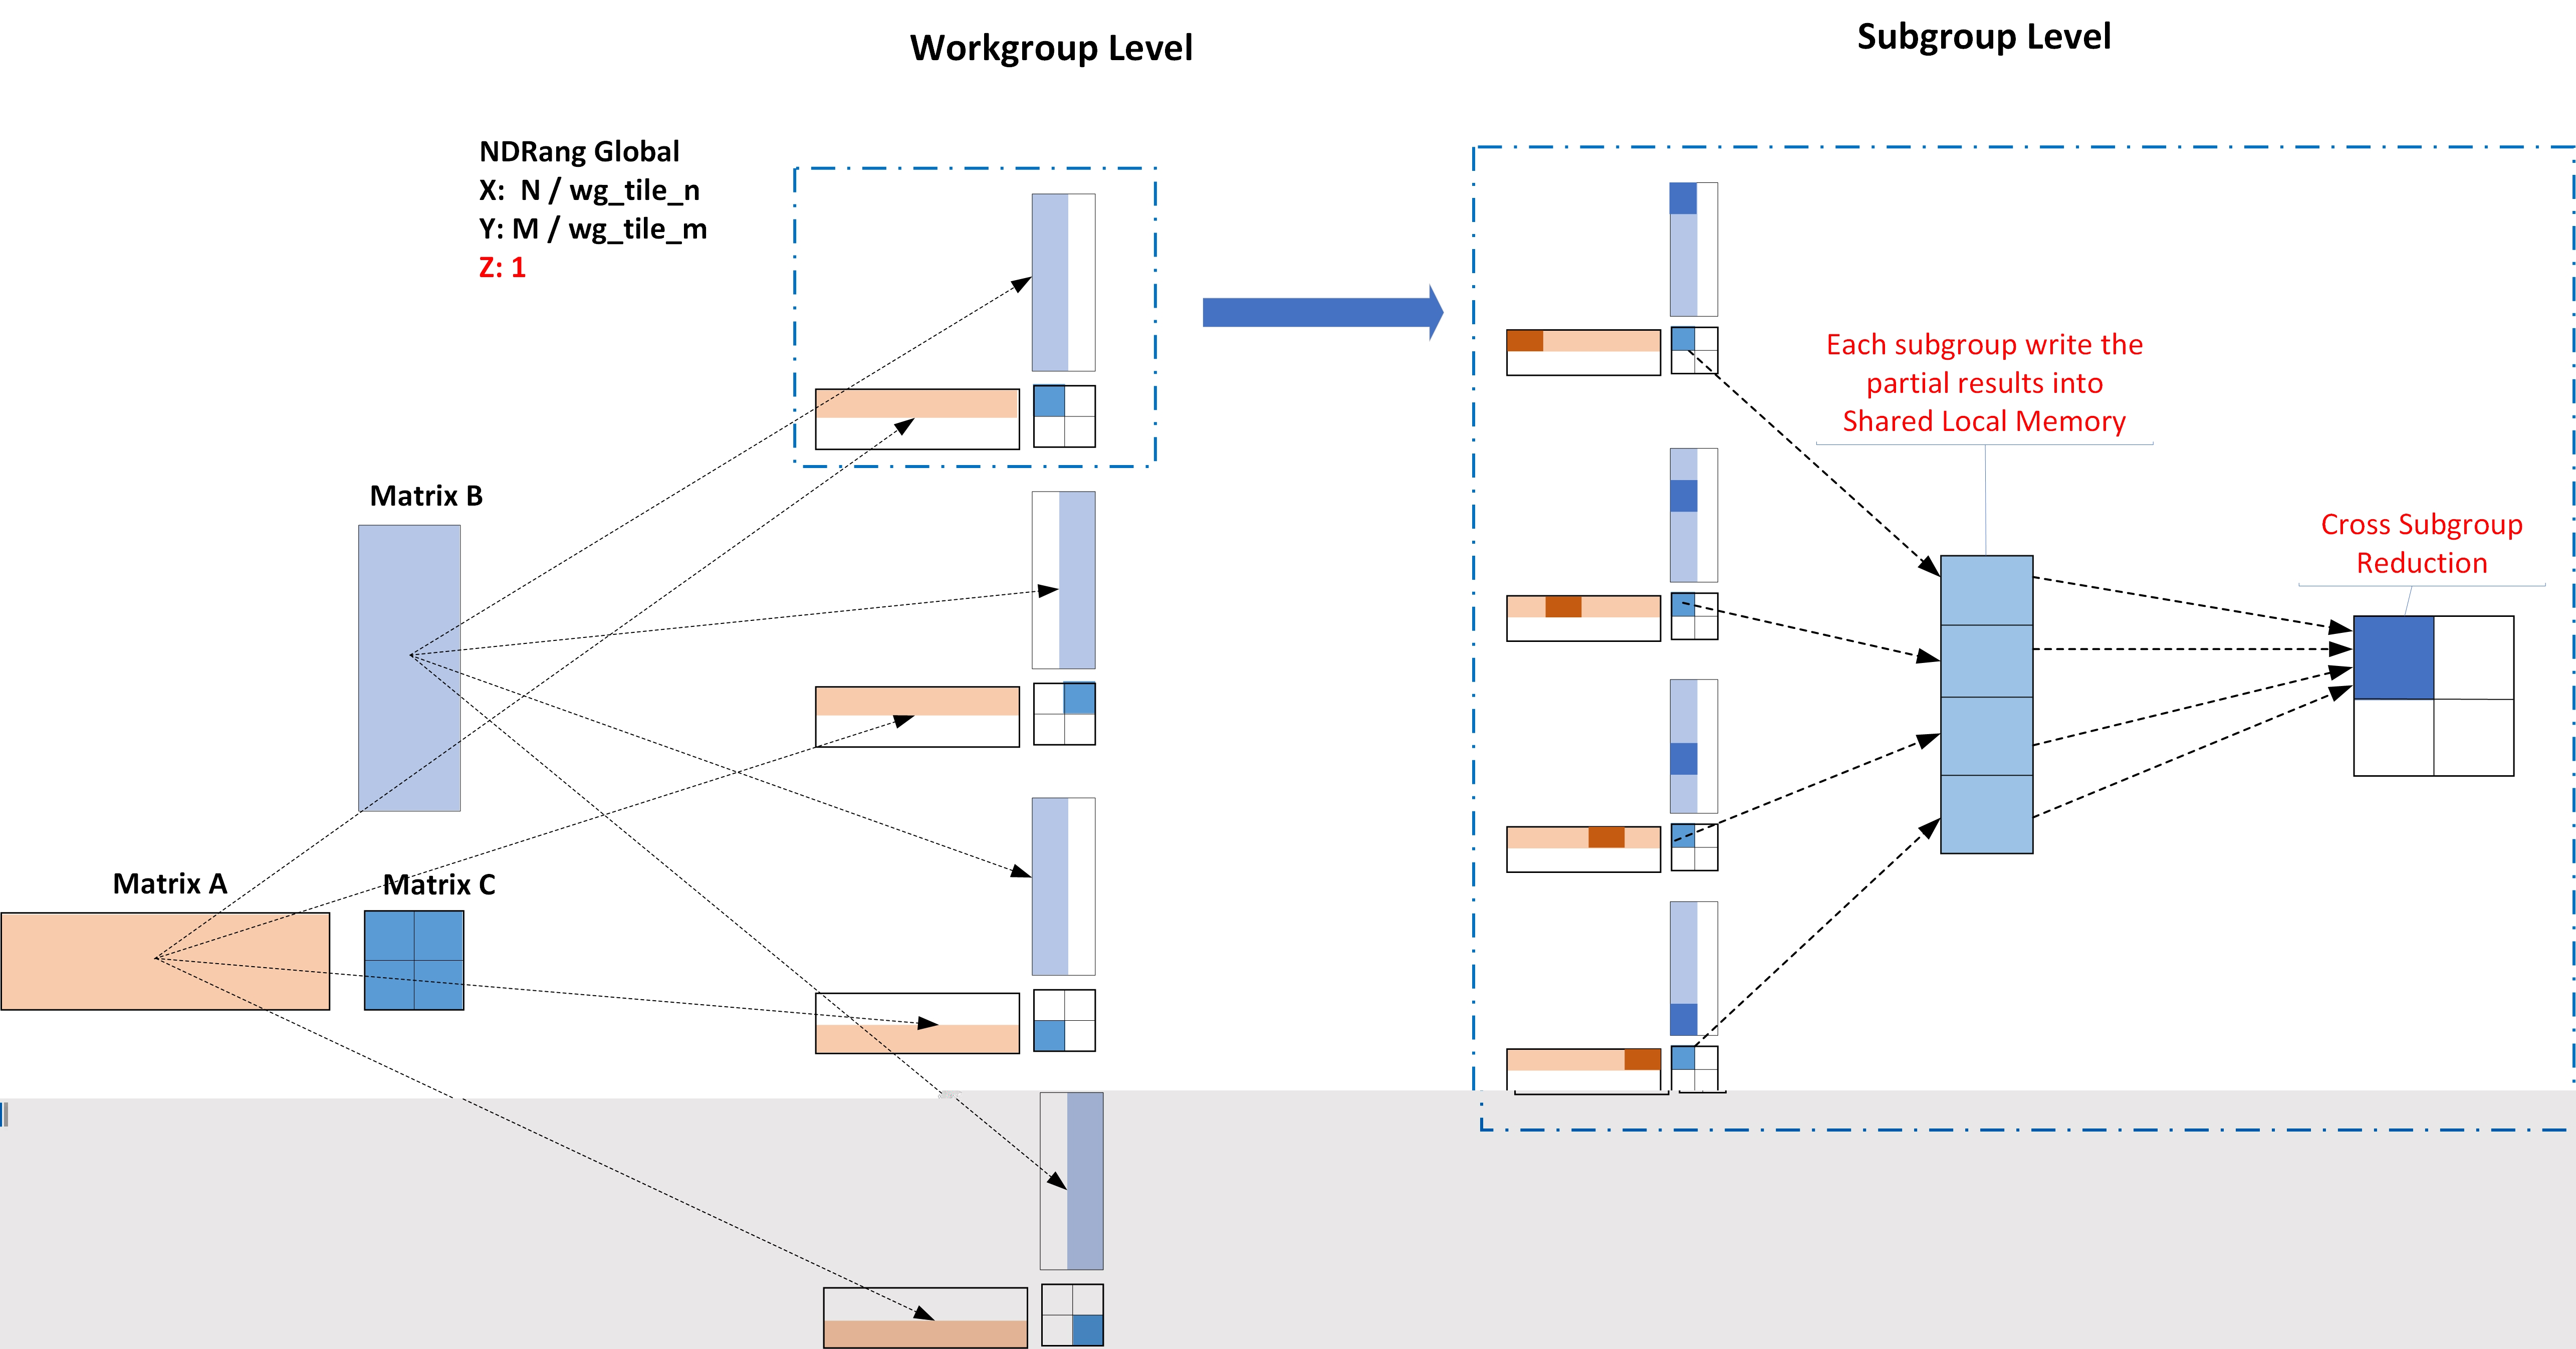 Workgroup Level
Subgroup Level
NDRang Global
X: N / wg_tile_n
Y: M / wg_tile_m
Z: 1
Each subgroup write the
partial results into
Shared Local Memory
Matrix B
Cross Subgroup
Reduction
Matrix A
Matrix C